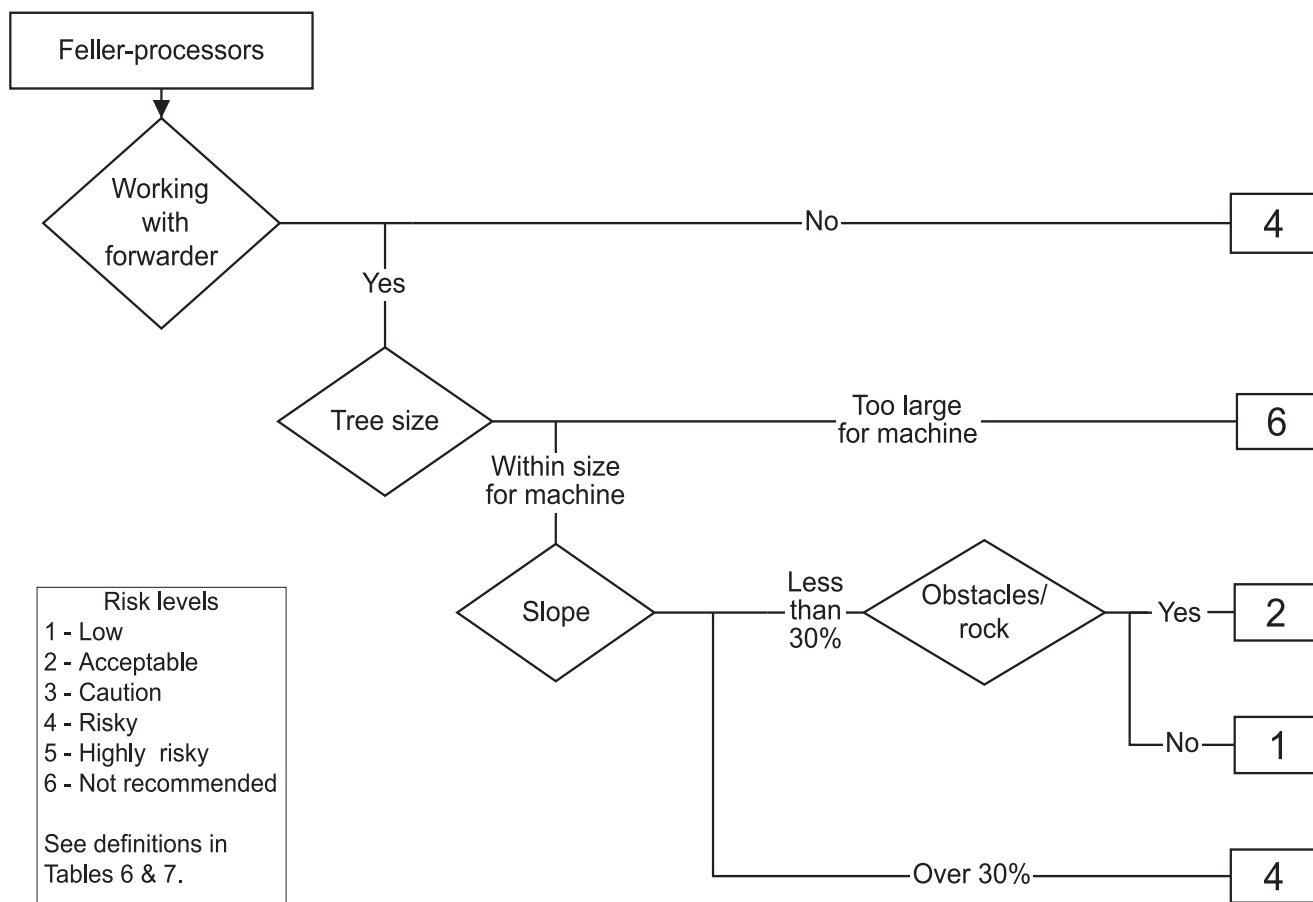 Feller-processors
Working
with
forwarder
No
4
Yes
Tree size
Too large
for machine
6
Within size
for machine
Slope
Less
than
30%
Obstacles/
rock
Yes
2
No
1
Over 30%
4
Risk levels
1 - Low
2 - Acceptable
3 - Caution
4 - Risky
5 - Highly risky
6 - Not recommended
See definitions in
Tables 6 & 7.